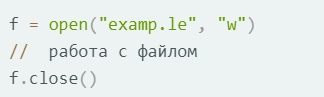 f = open("examp.le", "w")
//  работа с файлом
f.close()